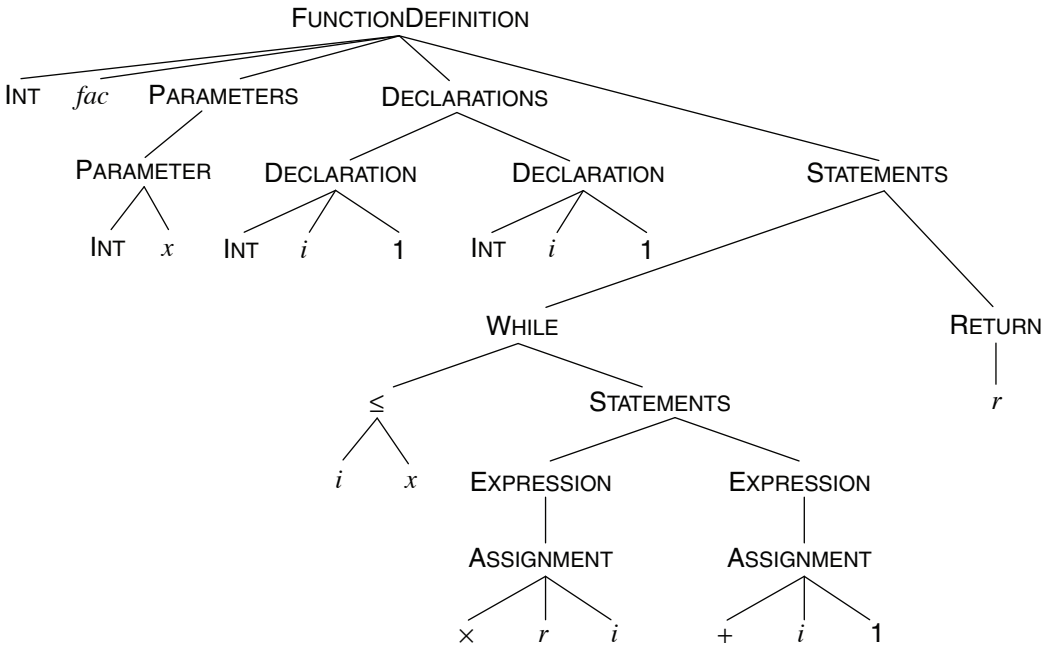 FUNCTIONDEFINITION
INT fac PARAMETERS DECLARATIONS
PARAMETER DECLARATION DECLARATION STATEMENTS
INT x INT i 1 INT i 1
WHILE RETURN
≤ STATEMENTS r
i x EXPRESSION EXPRESSION
ASSIGNMENT ASSIGNMENT
× r i + i 1